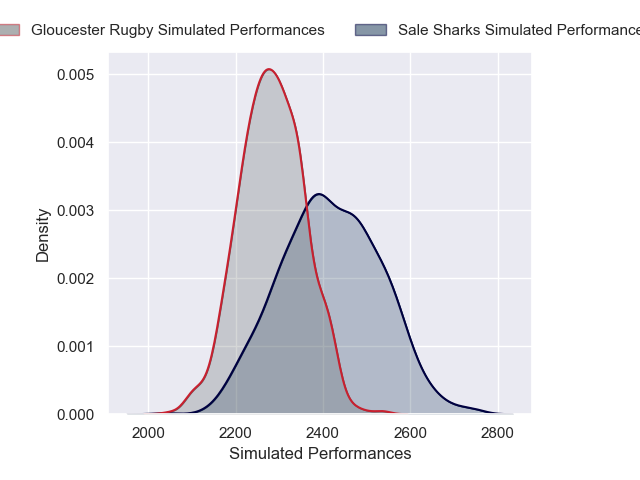 Gloucester Rugby Simulated Performances Sale Sharks Simulated Performance
0.005
0.004
0.003
0.002
0.001
0.000
Density
2000 2200 2400 2600 2800
Simulated Performances